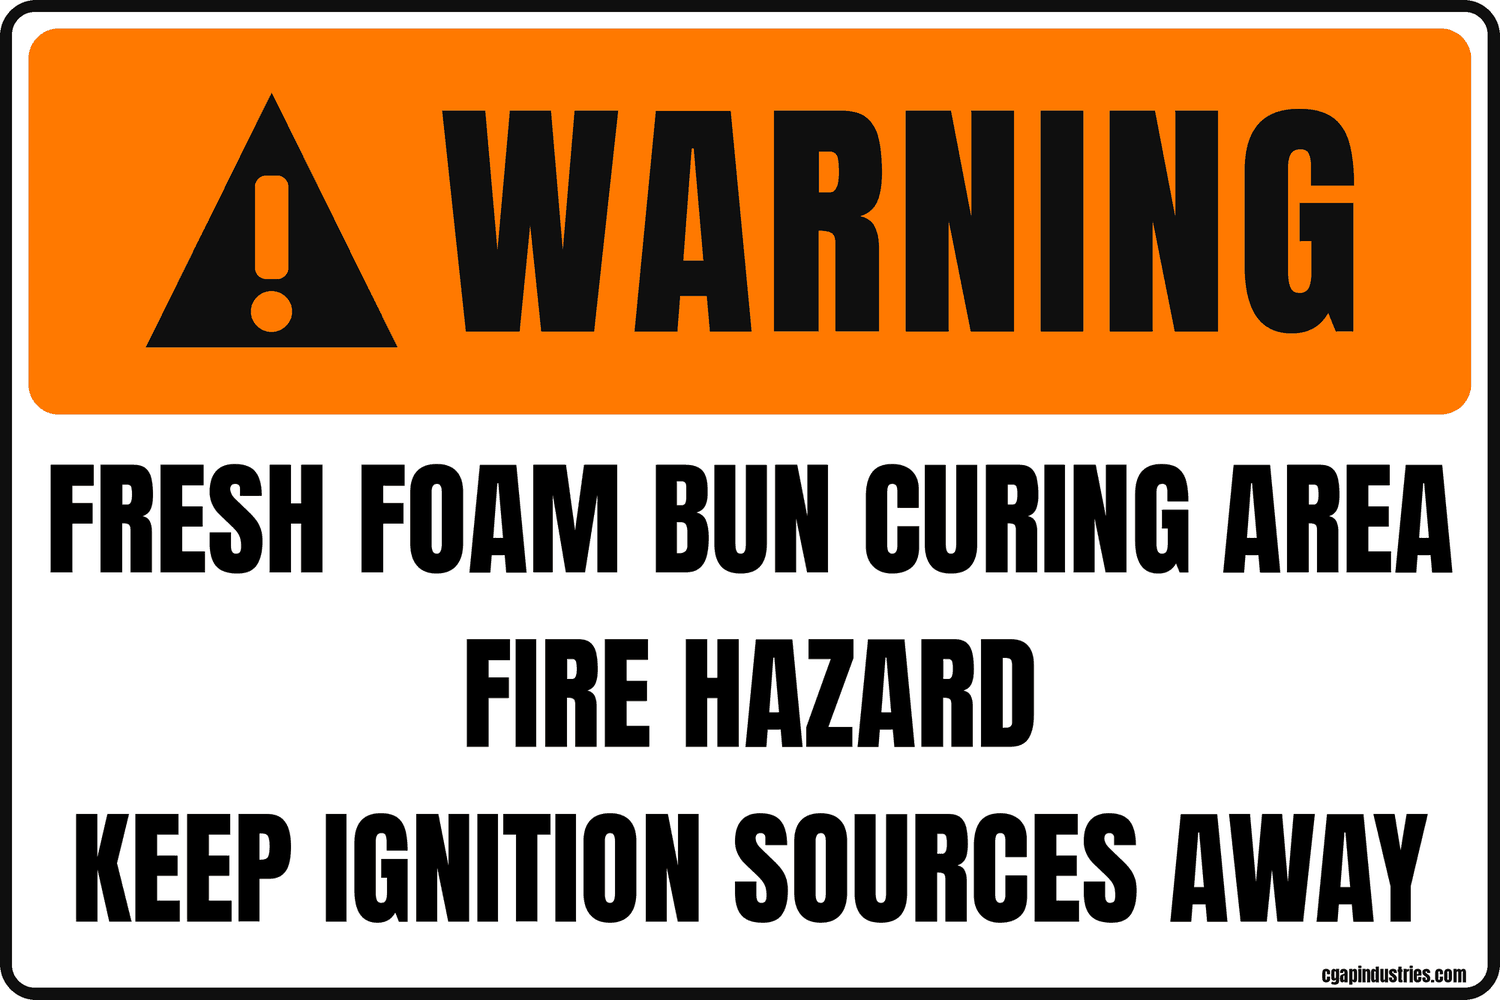 WARNING
FRESH FOAM BUN CURING AREA
FIRE HAZARD
KEEP IGNITION SOURCES AWAY
cgapindustries.com